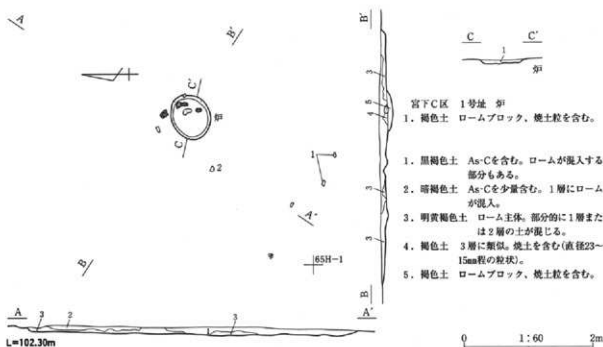 A
B′
B′
C
C′
1
炉
3
C′
炉
C
5
4
宮下C区 1号址 炉
1．褐色土 ロームブロック、焼土粒を含む。
2
1
1．黒褐色土 As-Cを含む。ロームが混入する
部分もある。
2．暗褐色土 As-Cを少量含む。1層にローム
が混入。
3
A′
3．明黄褐色土 ローム主体。部分的に1層また
は2層の土が混じる。
65H-1
3
4．褐色土 3層に類似。焼土を含む(直径23～
15mm程の粒状)。
B
B
5．褐色土 ロームブロック、焼土粒を含む。
A
A′
3
2
3
L=102.30m
0
1:60
2m